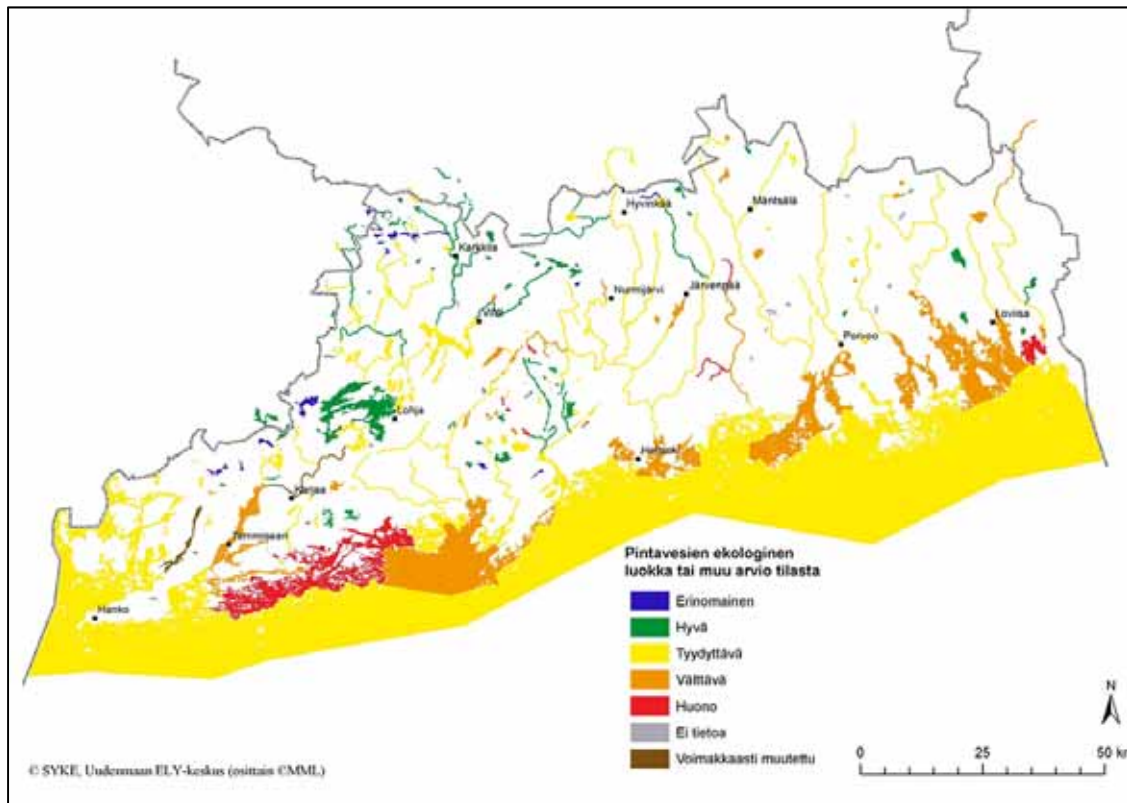 Hyvinkää
Mäntsälä
Karkkila
Nurmijärvi
Järvenpää
Vihti
Loviisa
Porvoo
Lohja
Helsinki
Karjaa
Tammisaari
Hanko
Pintavesien ekologinen
luokka tai muu arvio tilasta
Erinomainen
Hyvä
Tyydyttävä
Välttävä
Huono
Ei tietoa
Voimakkaasti muutettu
N
0 25 50 km
© SYKE, Uudenmaan ELY-keskus (osittain ©MML)